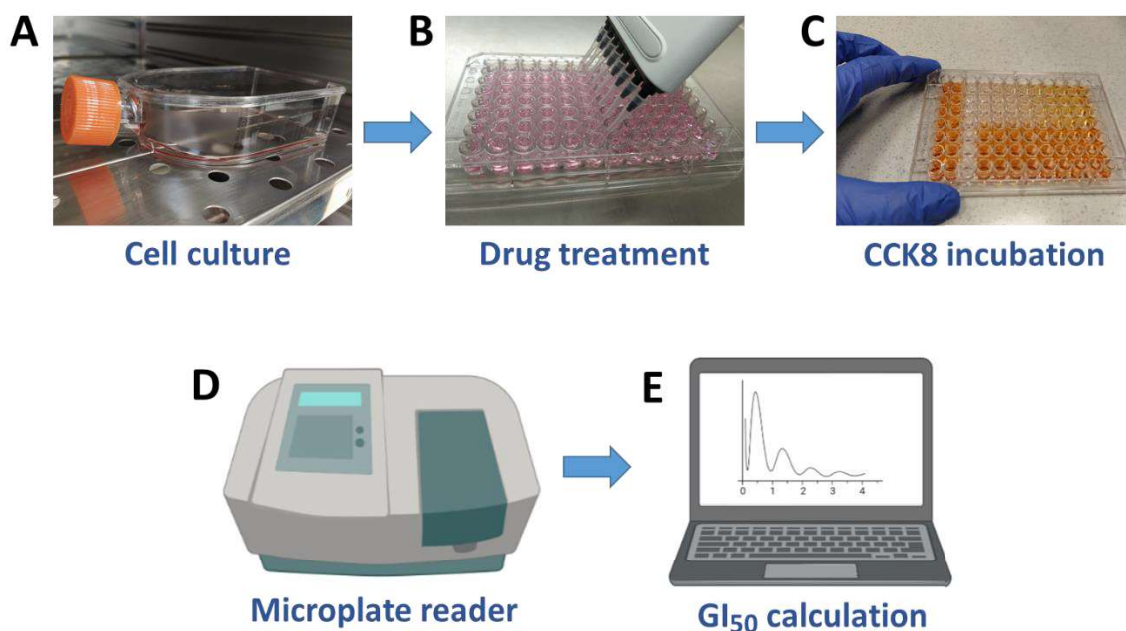 A
B
C
Cell culture
Drug treatment
CCK8 incubation
D
E
0 1 2 3 4
Microplate reader
GI50 calculation